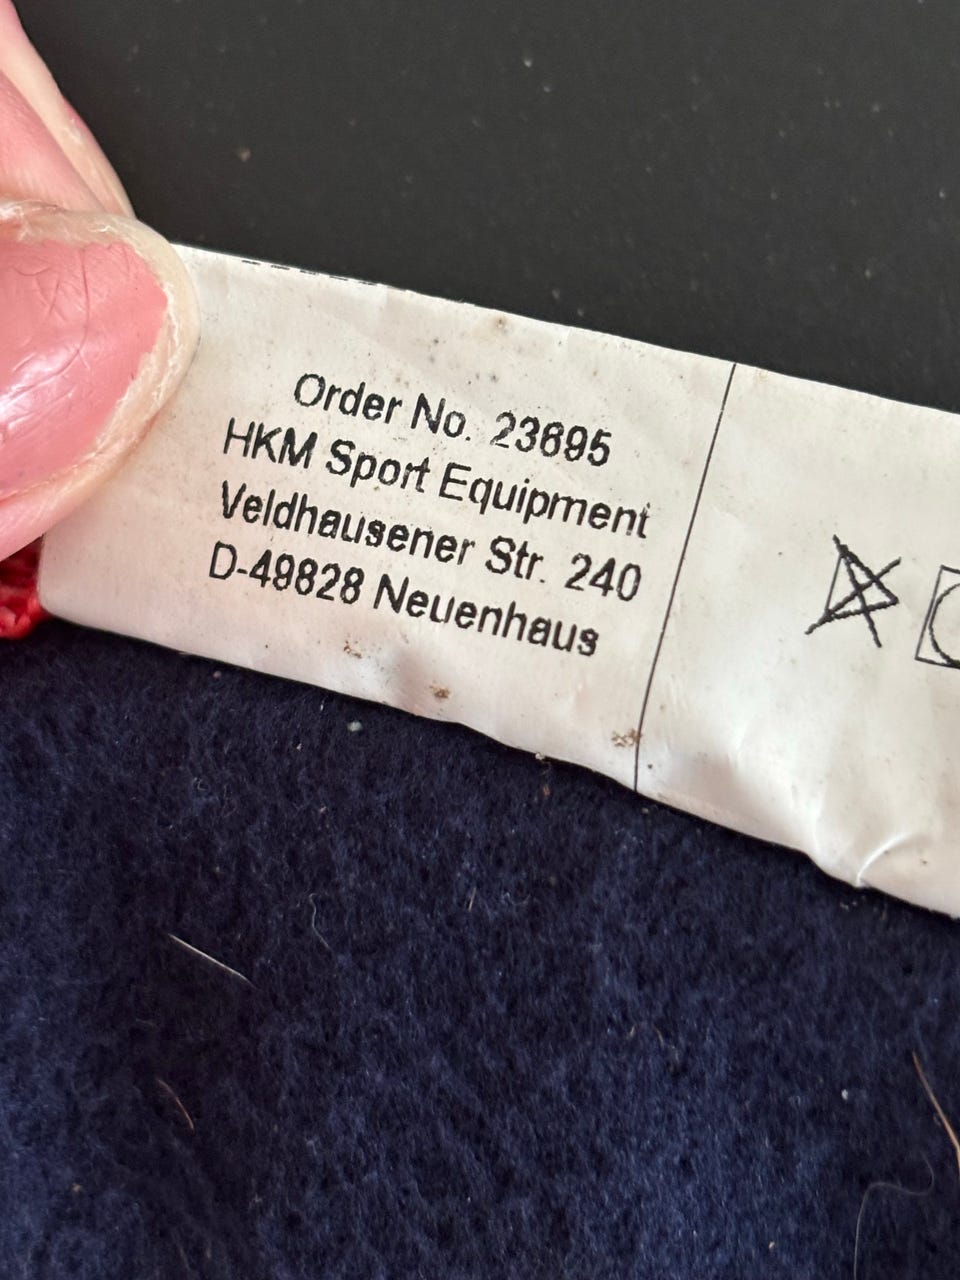 Order No. 23695
HKM Sport Equipment
Veldhausener Str. 240
D-49828 Neuenhaus